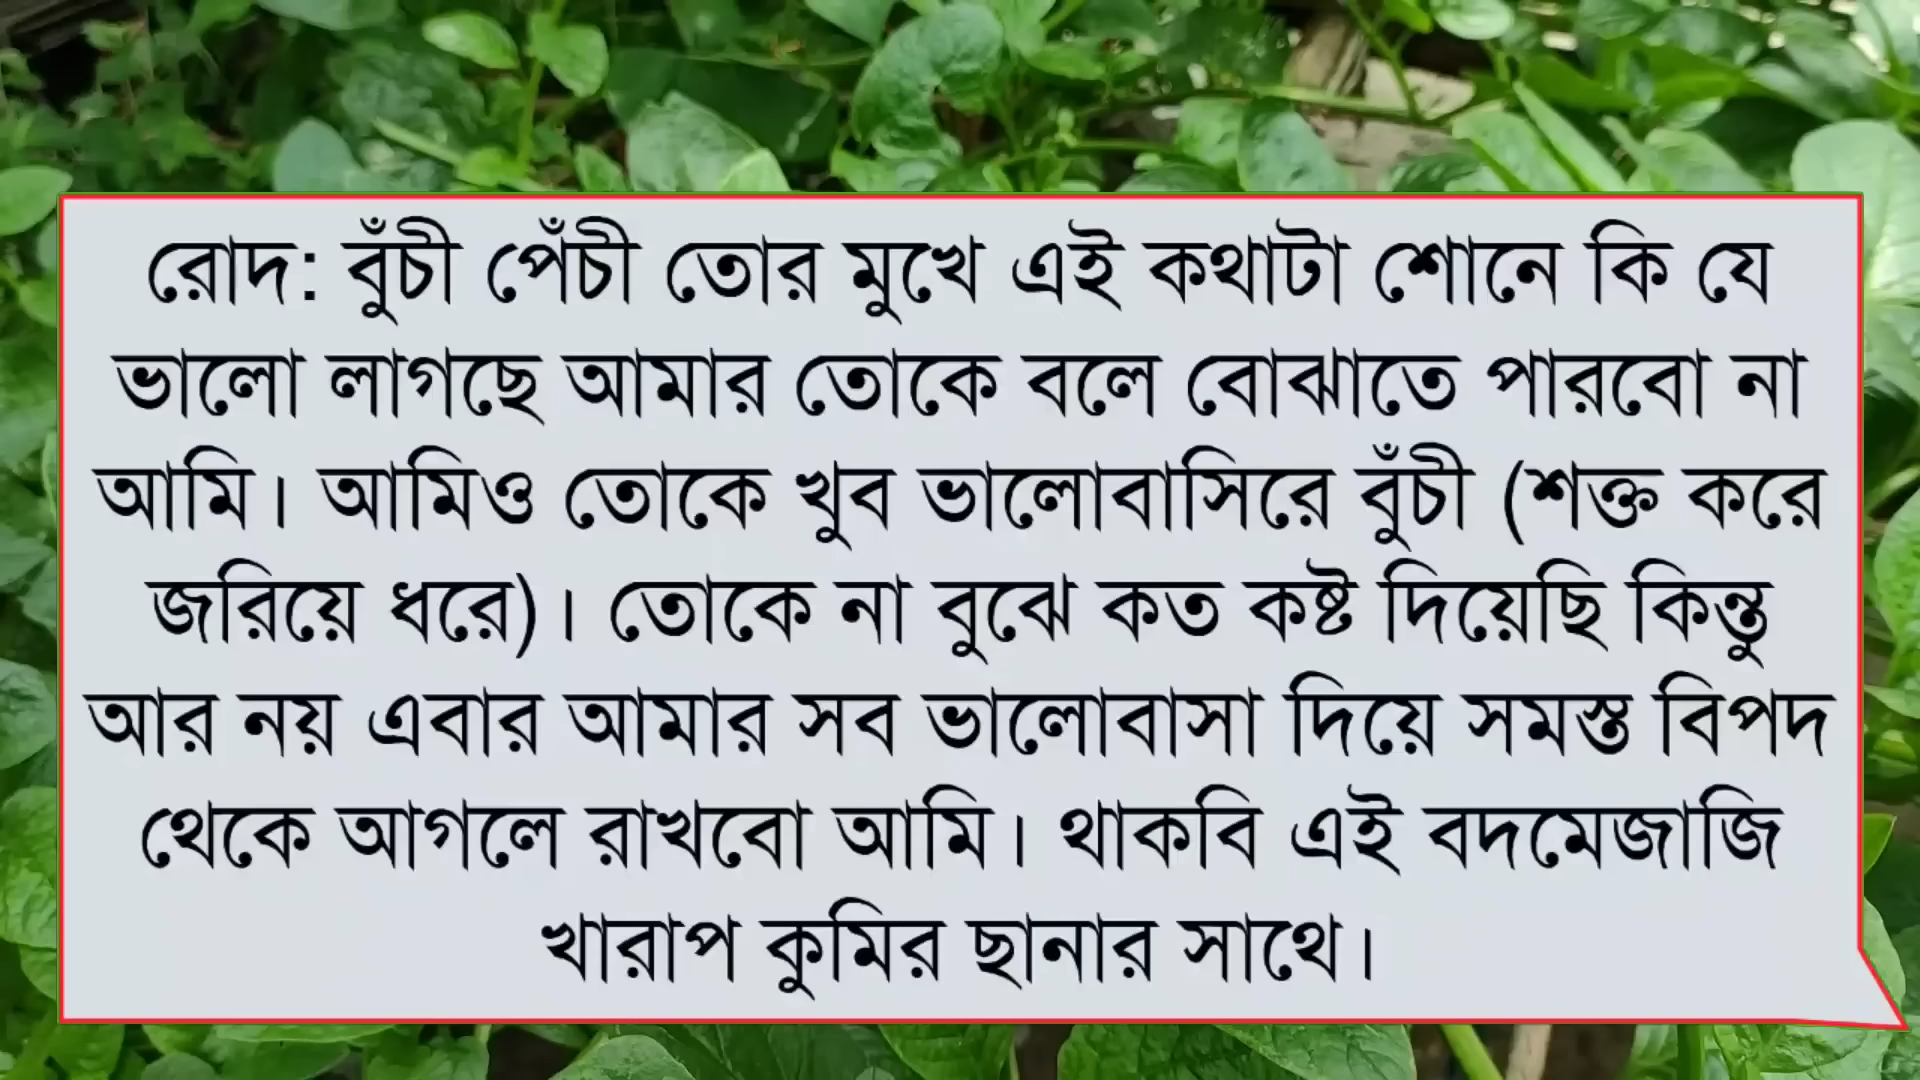 রোদ: বুঁচী পেঁচী তোর মুখে এই কথাটা শোনে কি যে
ভালো লাগছে আমার তোকে বলে বোঝাতে পারবো না
আমি। আমিও তোকে খুব ভালোবাসিরে বুঁচী (শক্ত করে
জরিয়ে ধরে)। তোকে না বুঝে কত কষ্ট দিয়েছি কিন্তু
আর নয় এবার আমার সব ভালোবাসা দিয়ে সমস্ত বিপদ
থেকে আগলে রাখবো আমি। থাকবি এই বদমেজাজি
খারাপ কুমির ছানার সাথে।